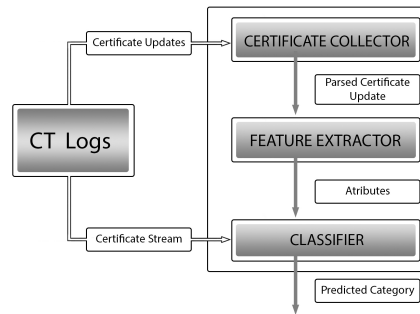 Certificate Updates
CERTIFICATE COLLECTOR
Parsed Certificate
Update
CT Logs
FEATURE EXTRACTOR
Atributes
Certificate Stream
CLASSIFIER
Predicted Category